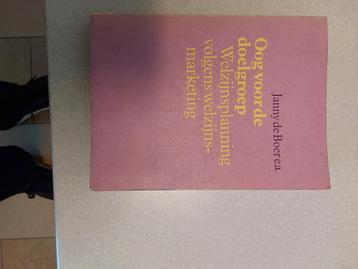 Janny de Boer e.a.
Oog voor de
doelgroep
Welzijnsplanning
volgens welzijns-
marketing